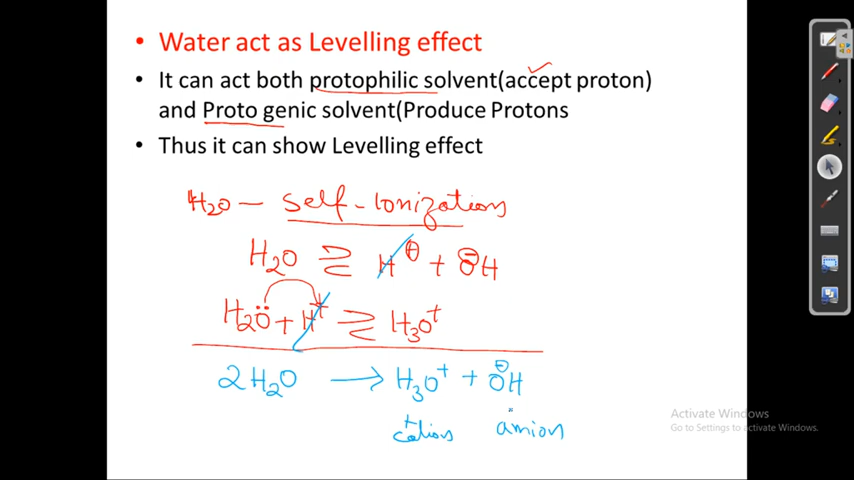 • Water act as Levelling effect
• It can act both protophilic solvent(accept proton)
and Proto genic solvent(Produce Protons
• Thus it can show Levelling effect
H₂O — self-Ionizations
H₂O ⇄ H⊕ + ⊖OH
H₂Ö + H⁺ ⇄ H₃O⁺
2H₂O → H₃O⁺ + ⊖OH
cations anion
Activate Windows
Go to Settings to activate Windows.